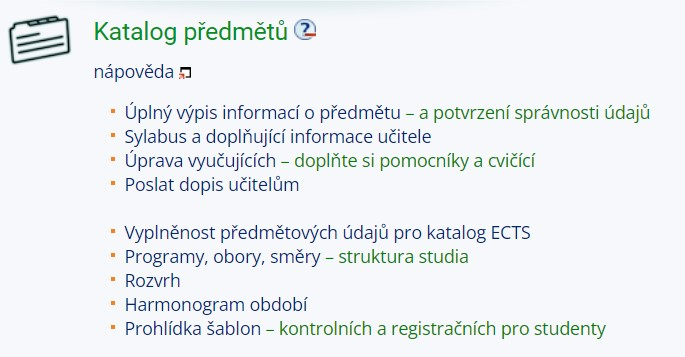 Katalog předmětů
nápověda
Úplný výpis informací o předmětu – a potvrzení správnosti údajů
Sylabus a doplňující informace učitele
Úprava vyučujících – doplňte si pomocníky a cvičící
Poslat dopis učitelům
Vyplněnost předmětových údajů pro katalog ECTS
Programy, obory, směry – struktura studia
Rozvrh
Harmonogram období
Prohlídka šablon – kontrolních a registračních pro studenty